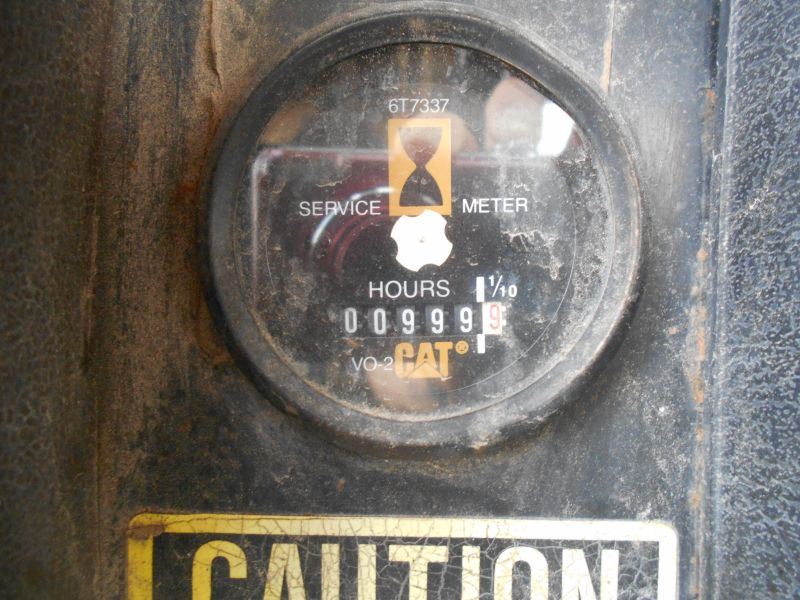 6T7337
SERVICE METER
HOURS 1/10
009999
VO-2 CAT®
CAUTION